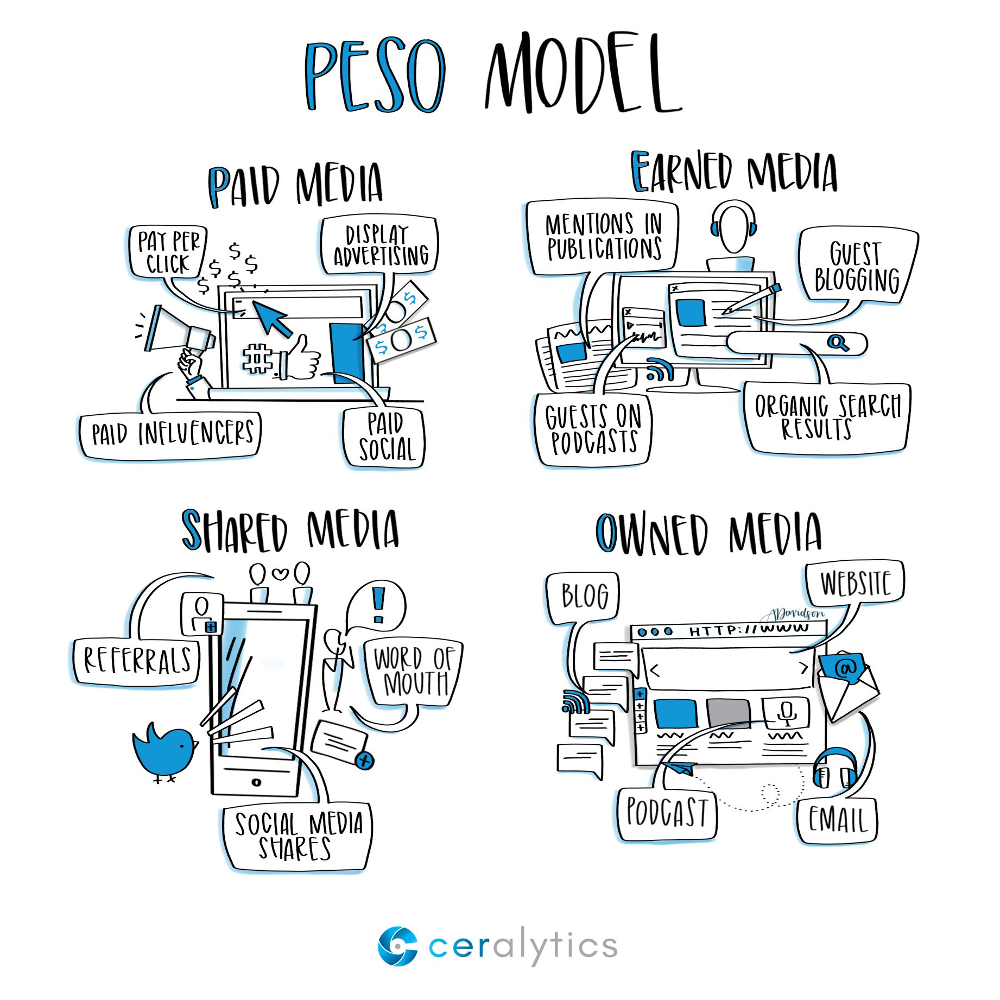 PESO MODEL
PAID MEDIA
PAY PER
CLICK
DISPLAY
ADVERTISING
PAID INFLUENCERS
PAID
SOCIAL
EARNED MEDIA
MENTIONS IN
PUBLICATIONS
GUEST
BLOGGING
GUESTS ON
PODCASTS
ORGANIC SEARCH
RESULTS
SHARED MEDIA
REFERRALS
WORD OF
MOUTH
SOCIAL MEDIA
SHARES
OWNED MEDIA
BLOG
WEBSITE
ADavidson
HTTP://WWW
PODCAST
EMAIL
ceralytics